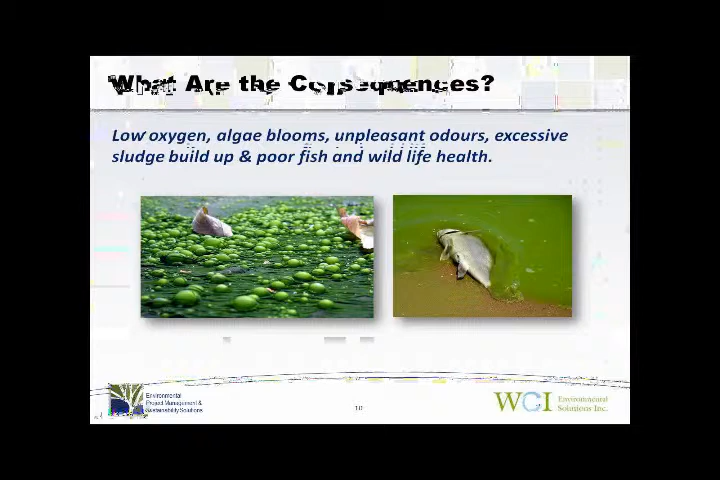 What Are the Consequences?
Low oxygen, algae blooms, unpleasant odours, excessive
sludge build up & poor fish and wild life health.
Environmental
Project Management &
Sustainability Solutions
10
WCI Environmental
Solutions Inc.